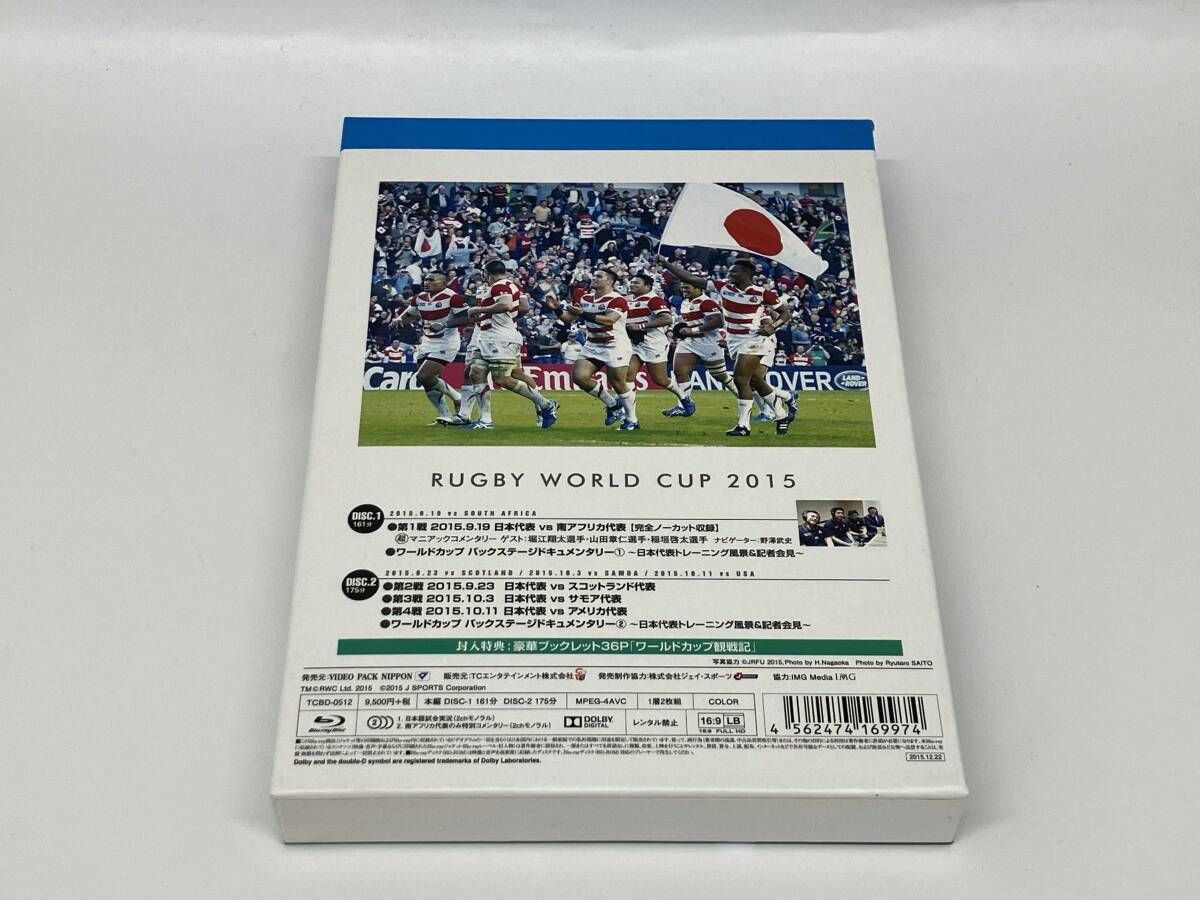 Card
Emirates
LAND ROVER
LAND-ROVER
RUGBY WORLD CUP 2015
DISC.1
161分
2015.9.19 vs SOUTH AFRICA
●第1戦 2015.9.19 日本代表 vs 南アフリカ代表【完全ノーカット収録】
超 マニアックコメンタリー ゲスト:堀江翔太選手・山田章仁選手・稲垣啓太選手 ナビゲーター:野澤武史
●ワールドカップ バックステージドキュメンタリー① ～日本代表トレーニング風景&記者会見～
DISC.2
175分
2015.9.23 vs SCOTLAND / 2015.10.3 vs SAMOA / 2015.10.11 vs USA
●第2戦 2015.9.23 日本代表 vs スコットランド代表
●第3戦 2015.10.3 日本代表 vs サモア代表
●第4戦 2015.10.11 日本代表 vs アメリカ代表
●ワールドカップ バックステージドキュメンタリー② ～日本代表トレーニング風景&記者会見～
封入特典:豪華ブックレット36P「ワールドカップ観戦記」
写真協力 ©JRFU 2015,Photo by H.Nagaoka Photo by Ryutaro SAITO
発売元:VIDEO PACK NIPPON 販売元:TCエンタテインメント株式会社 発売制作協力:株式会社ジェイ・スポーツ 協力:IMG Media IMG
TM©RWC Ltd. 2015 ©2015 J SPORTS Corporation
TCBD-0512 9,500円+税 本編 DISC-1 161分 DISC-2 175分 MPEG-4AVC 1層2枚組 COLOR
Blu-ray Disc
2
1. 日本語試合実況(2chモノラル)
2. 南アフリカ代表のみ特別コメンタリー(2chモノラル)
DOLBY DIGITAL
レンタル禁止
16:9 LB
16:9 FULL HD
4 562474 169974
2015.12.22
Dolby and the double-D symbol are registered trademarks of Dolby Laboratories.